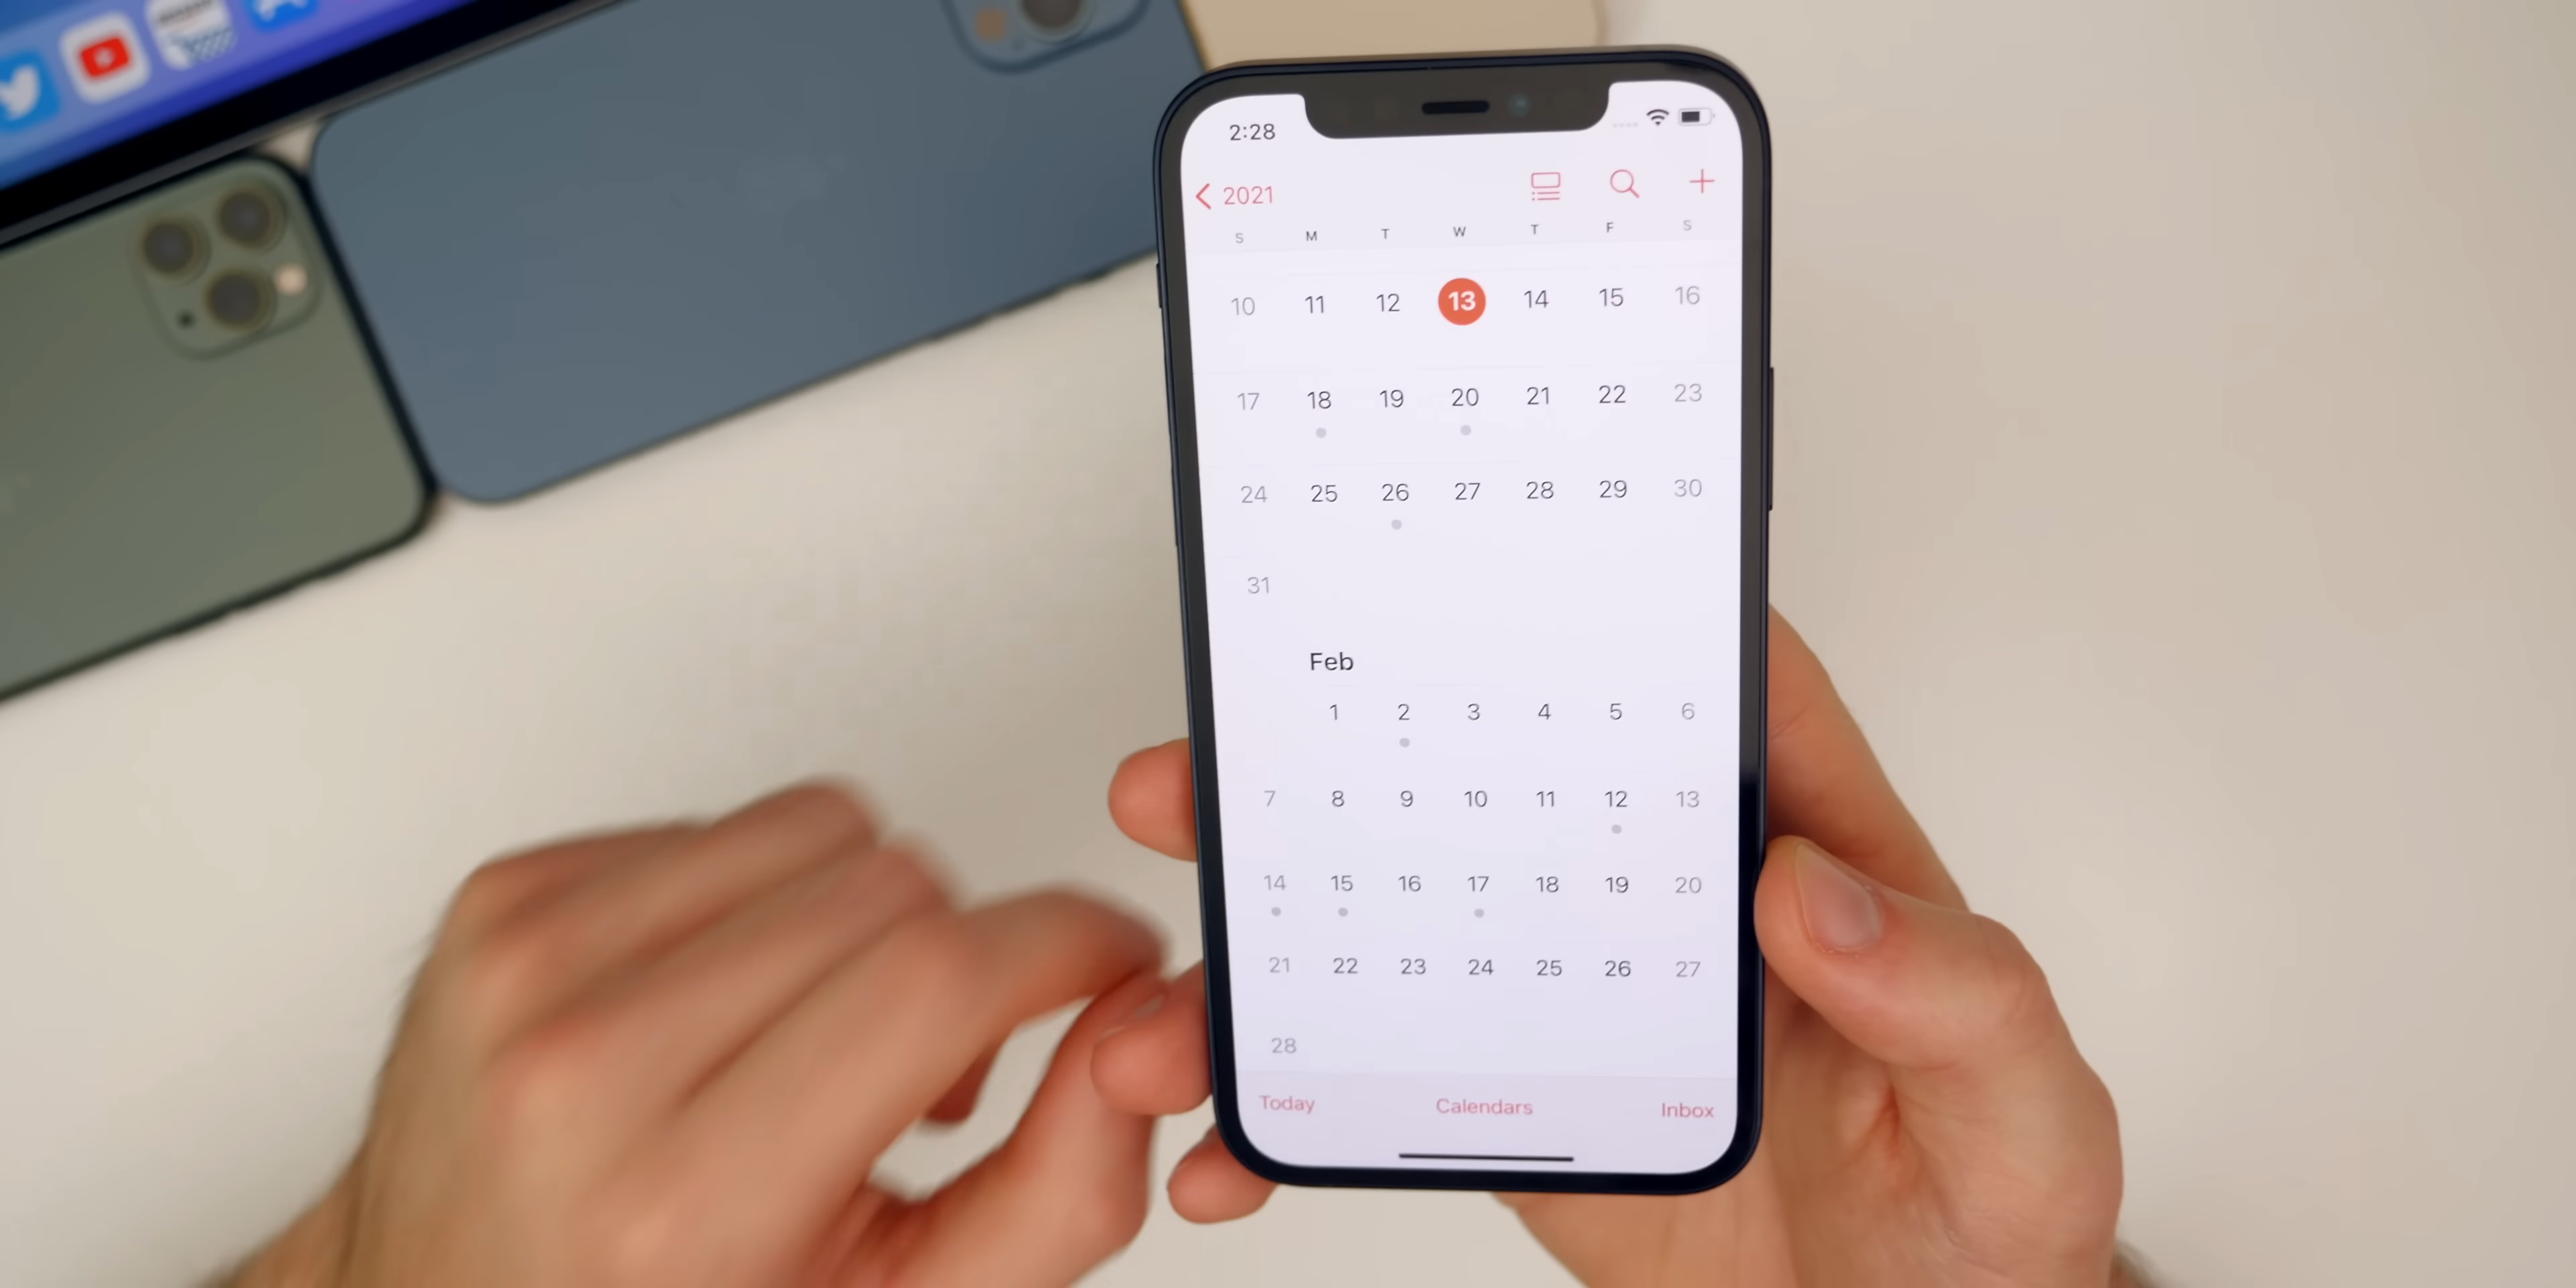 2:28
2021
S M T W T F S
10 11 12 13 14 15 16
17 18 19 20 21 22 23
24 25 26 27 28 29 30
31
Feb
1 2 3 4 5 6
7 8 9 10 11 12 13
14 15 16 17 18 19 20
21 22 23 24 25 26 27
28
Today Calendars Inbox